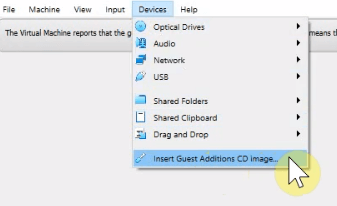 File Machine View Input Devices Help
The Virtual Machine reports that the g
means th
Optical Drives
Audio
Network
USB
Shared Folders
Shared Clipboard
Drag and Drop
Insert Guest Additions CD image...